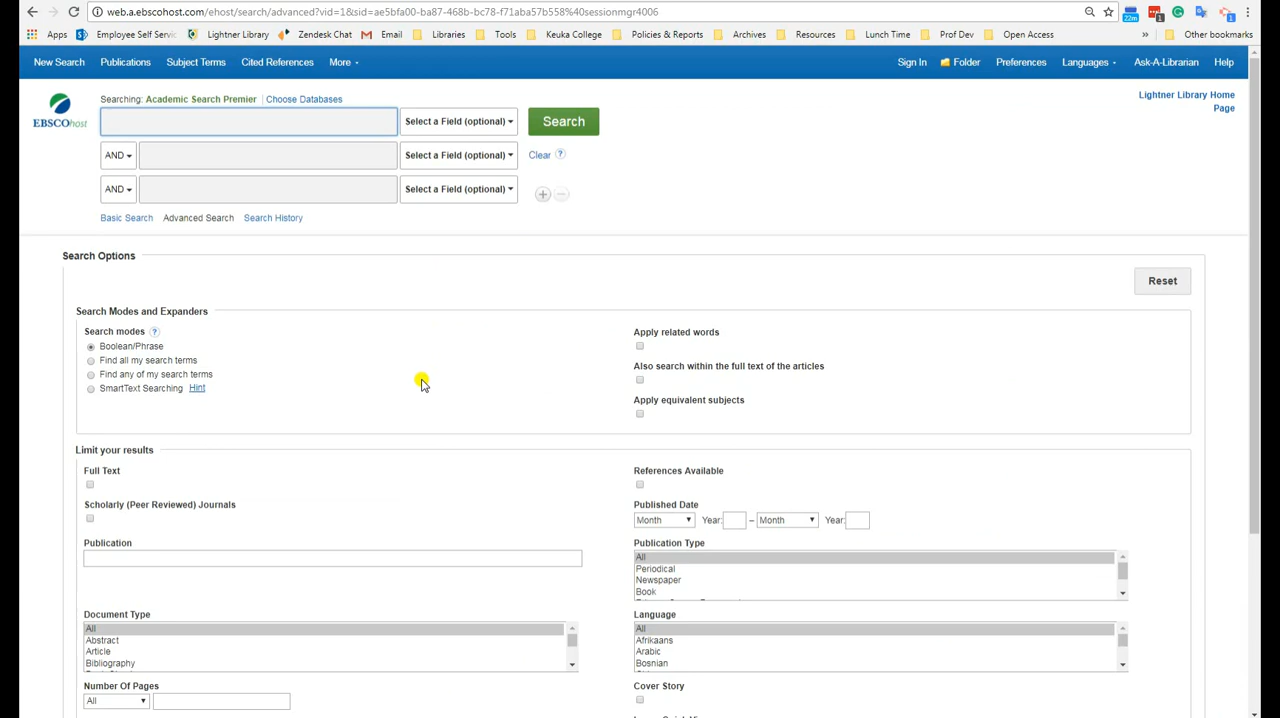 web.a.ebscohost.com/ehost/search/advanced?vid=1&sid=ae5bfa00-ba87-468b-bc78-f71aba57b558%40sessionmgr4006
22m 1 1
Apps Employee Self Servic Lightner Library Zendesk Chat Email Libraries Tools Keuka College Policies & Reports Archives Resources Lunch Time Prof Dev Open Access » Other bookmarks
New Search Publications Subject Terms Cited References More Sign In Folder Preferences Languages Ask-A-Librarian Help
Searching: Academic Search Premier Choose Databases
Lightner Library Home
Page
EBSCOhost
Select a Field (optional) Search
AND Select a Field (optional) Clear ?
AND Select a Field (optional)
Basic Search Advanced Search Search History
Search Options
Reset
Search Modes and Expanders
Search modes ?
Boolean/Phrase
Find all my search terms
Find any of my search terms
SmartText Searching Hint
Apply related words
Also search within the full text of the articles
Apply equivalent subjects
Limit your results
Full Text
References Available
Scholarly (Peer Reviewed) Journals
Published Date
Month Year: – Month Year:
Publication
Publication Type
All
Periodical
Newspaper
Book
Document Type
All
Abstract
Article
Bibliography
Language
All
Afrikaans
Arabic
Bosnian
Number Of Pages
All
Cover Story